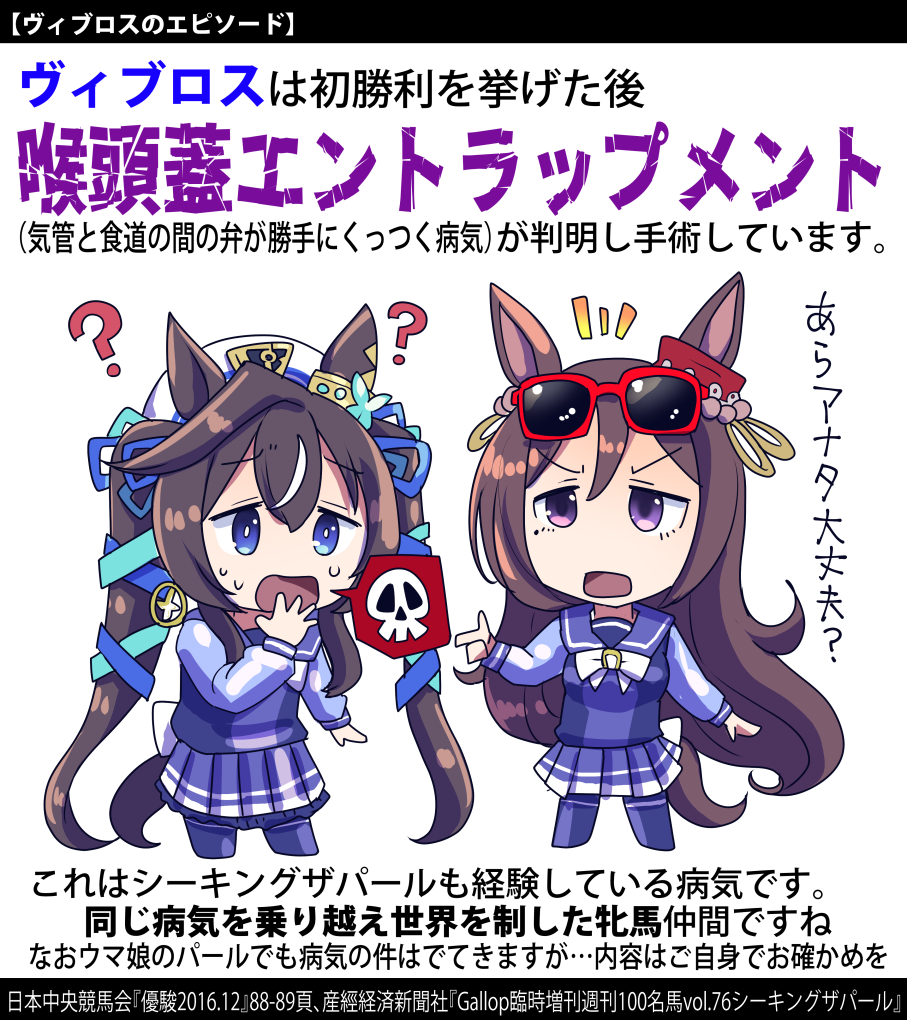 【ヴィブロスのエピソード】
ヴィブロスは初勝利を挙げた後
喉頭蓋エントラップメント
(気管と食道の間の弁が勝手にくっつく病気)が判明し手術しています。
?
?
あらアナタ大丈夫?
これはシーキングザパールも経験している病気です。
同じ病気を乗り越え世界を制した牝馬仲間ですね
なおウマ娘のパールでも病気の件はでてきますが…内容はご自身でお確かめを
日本中央競馬会『優駿2016.12』88-89頁、産經経済新聞社『Gallop臨時増刊週刊100名馬vol.76シーキングザパール』